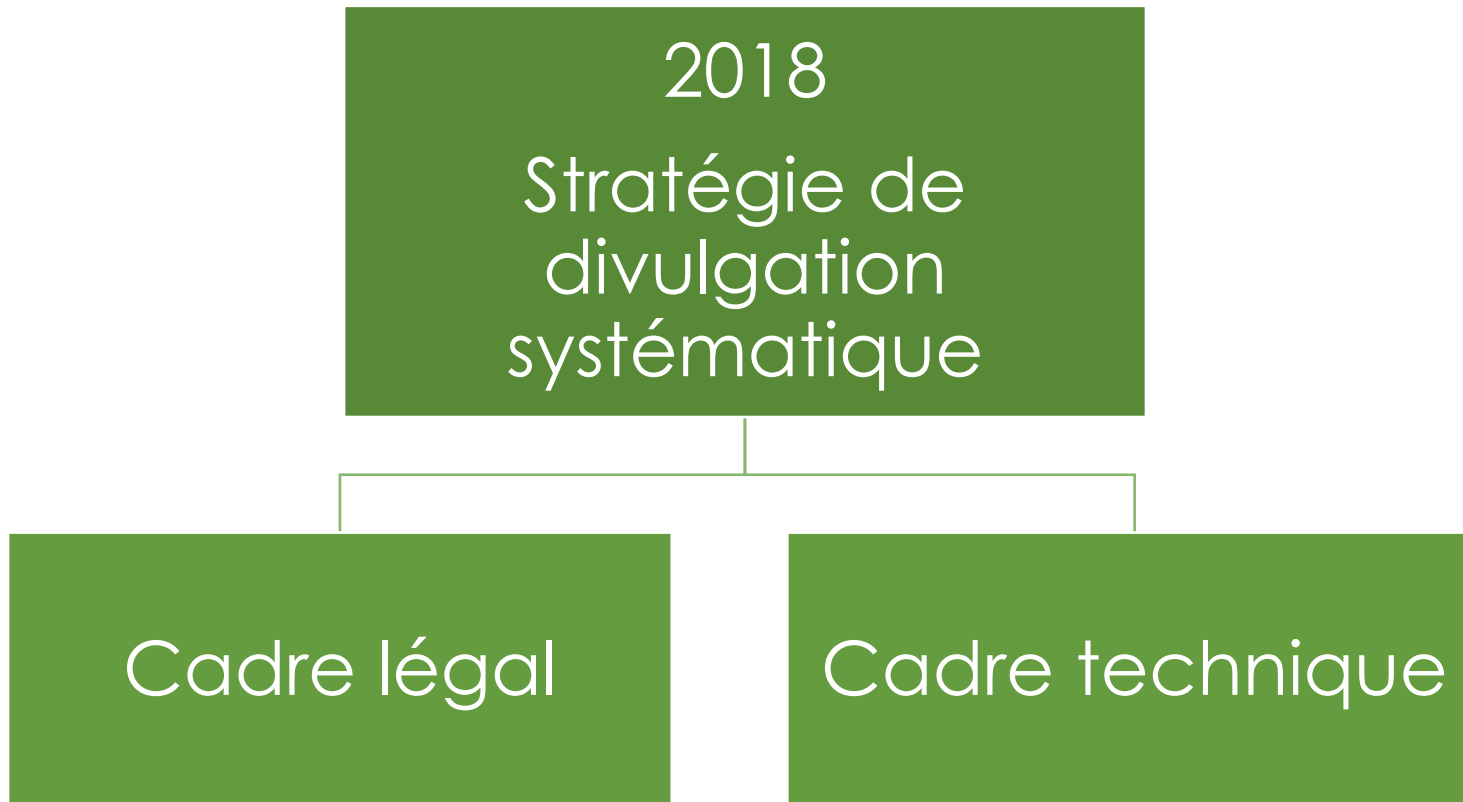 2018
Stratégie de
divulgation
systématique
Cadre légal
Cadre technique